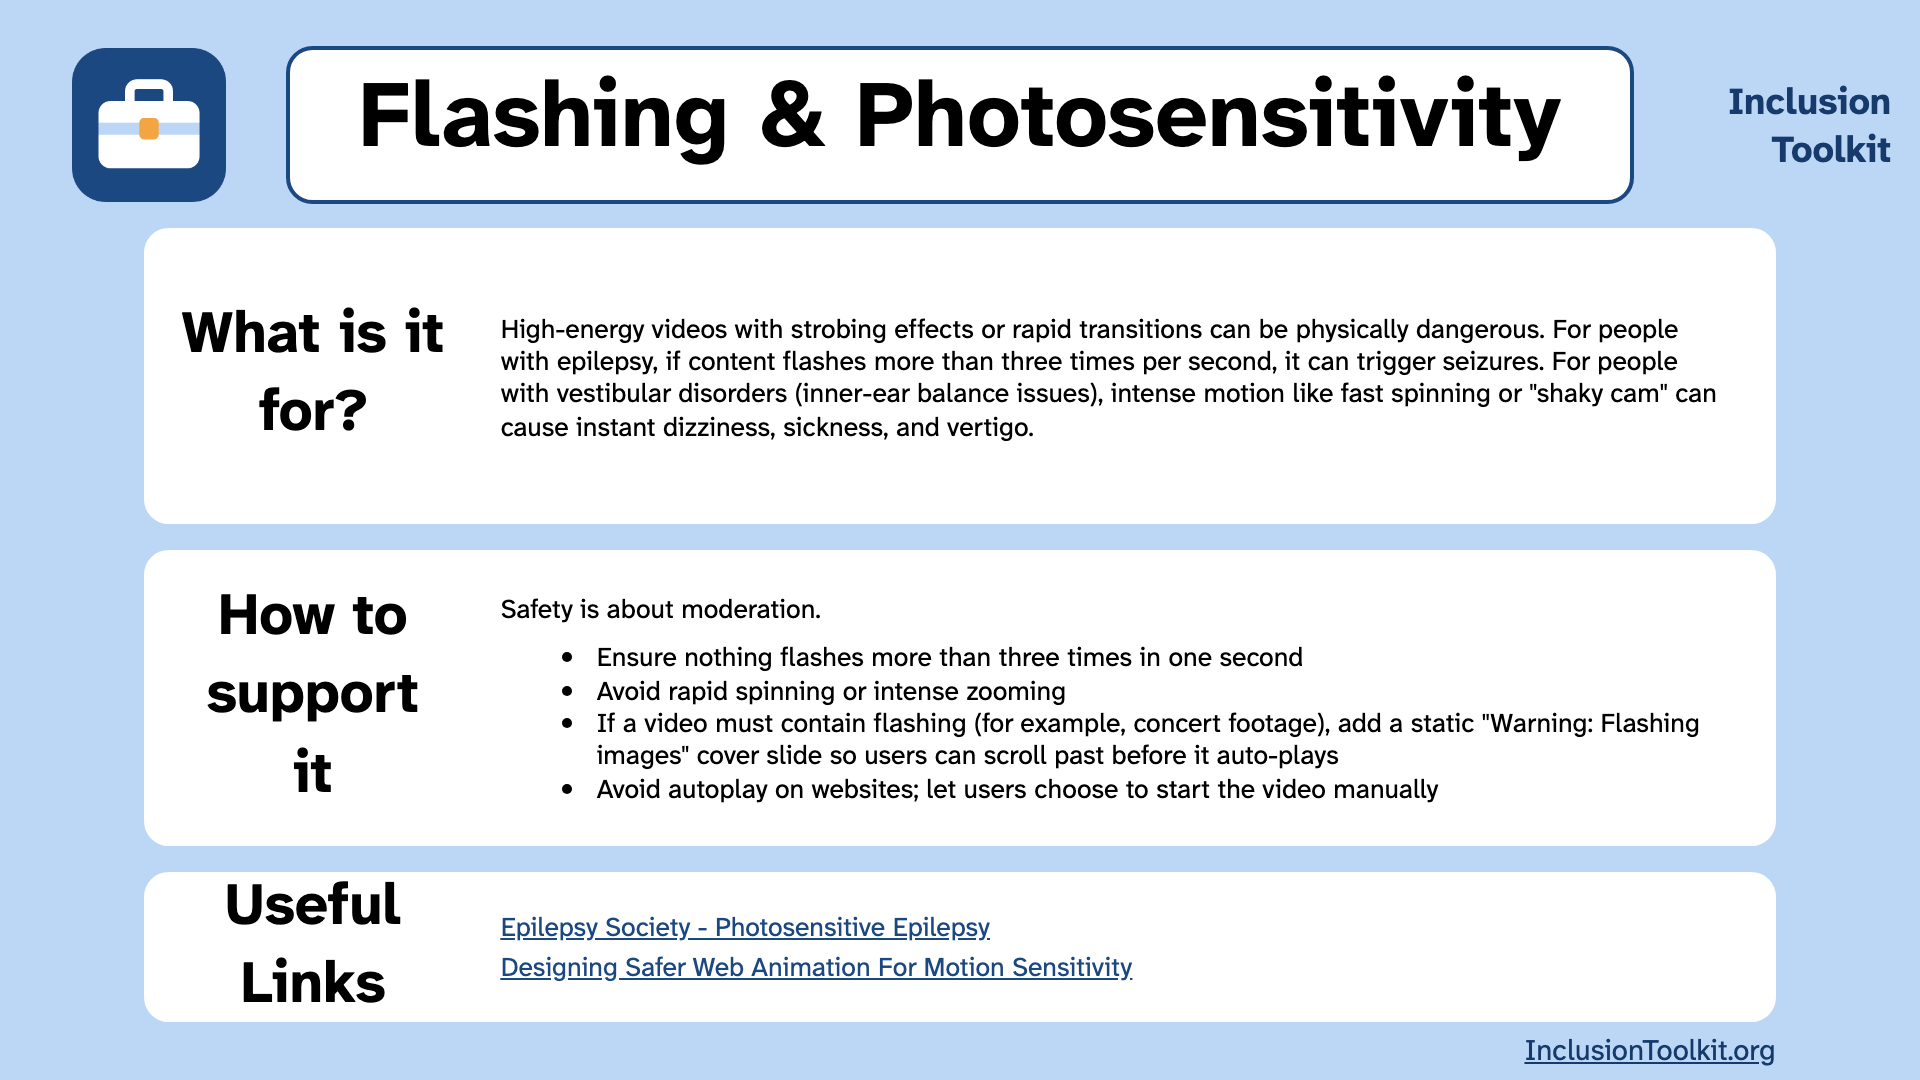 Flashing & Photosensitivity
Inclusion
Toolkit
What is it
for?
High-energy videos with strobing effects or rapid transitions can be physically dangerous. For people
with epilepsy, if content flashes more than three times per second, it can trigger seizures. For people
with vestibular disorders (inner-ear balance issues), intense motion like fast spinning or "shaky cam" can
cause instant dizziness, sickness, and vertigo.
How to
support
it
Safety is about moderation.
• Ensure nothing flashes more than three times in one second
• Avoid rapid spinning or intense zooming
• If a video must contain flashing (for example, concert footage), add a static "Warning: Flashing
images" cover slide so users can scroll past before it auto-plays
• Avoid autoplay on websites; let users choose to start the video manually
Useful
Links
Epilepsy Society - Photosensitive Epilepsy
Designing Safer Web Animation For Motion Sensitivity
InclusionToolkit.org